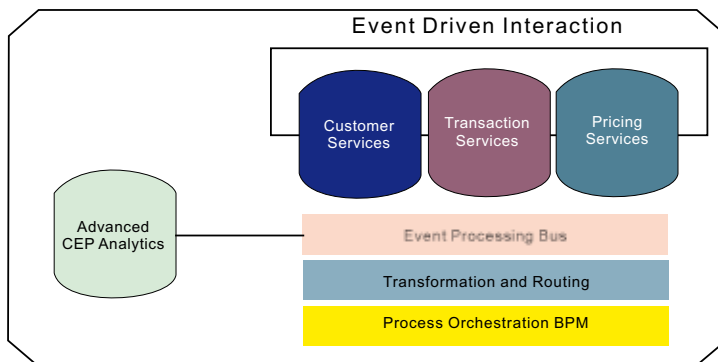 Event Driven Interaction
Customer
Services
Transaction
Services
Pricing
Services
Advanced
CEP Analytics
Event Processing Bus
Transformation and Routing
Process Orchestration BPM